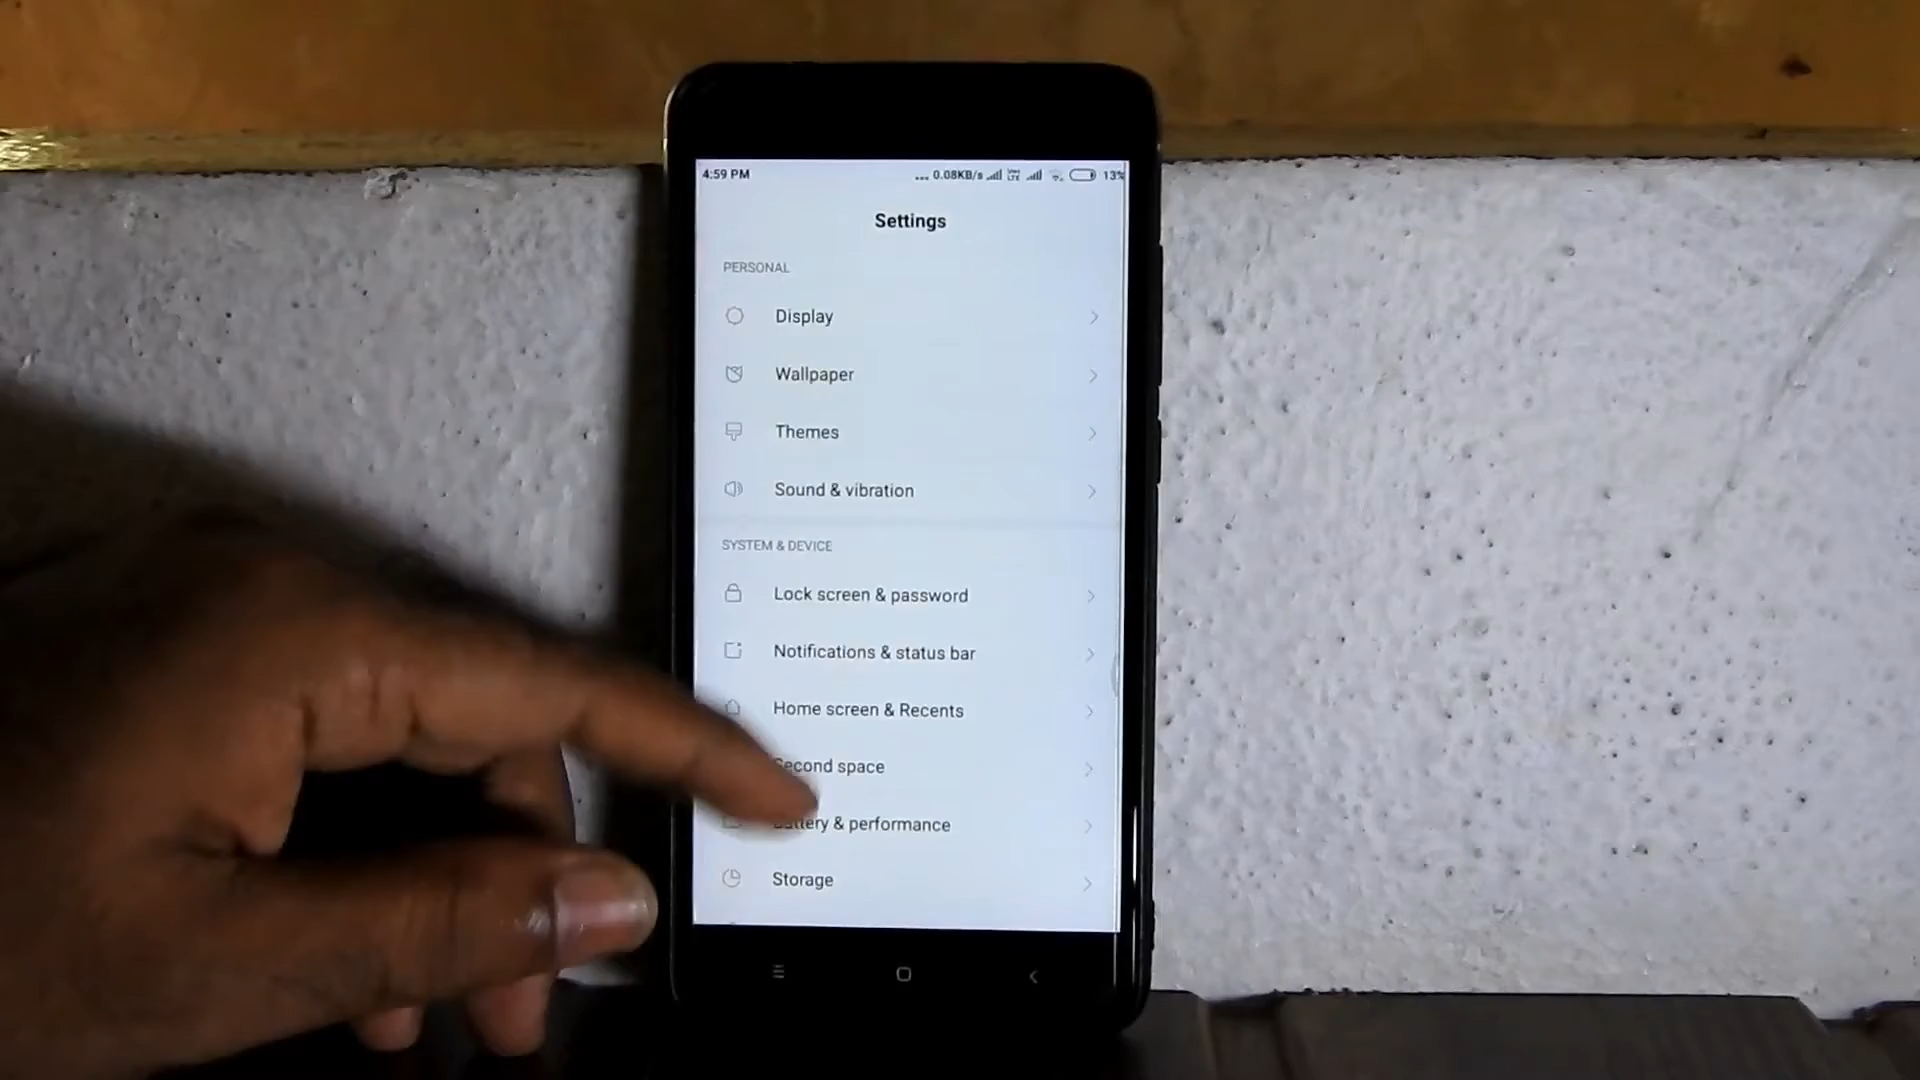 4:59 PM ... 0.08KB/s 13%
Settings
PERSONAL
Display
Wallpaper
Themes
Sound & vibration
SYSTEM & DEVICE
Lock screen & password
Notifications & status bar
Home screen & Recents
Second space
Battery & performance
Storage